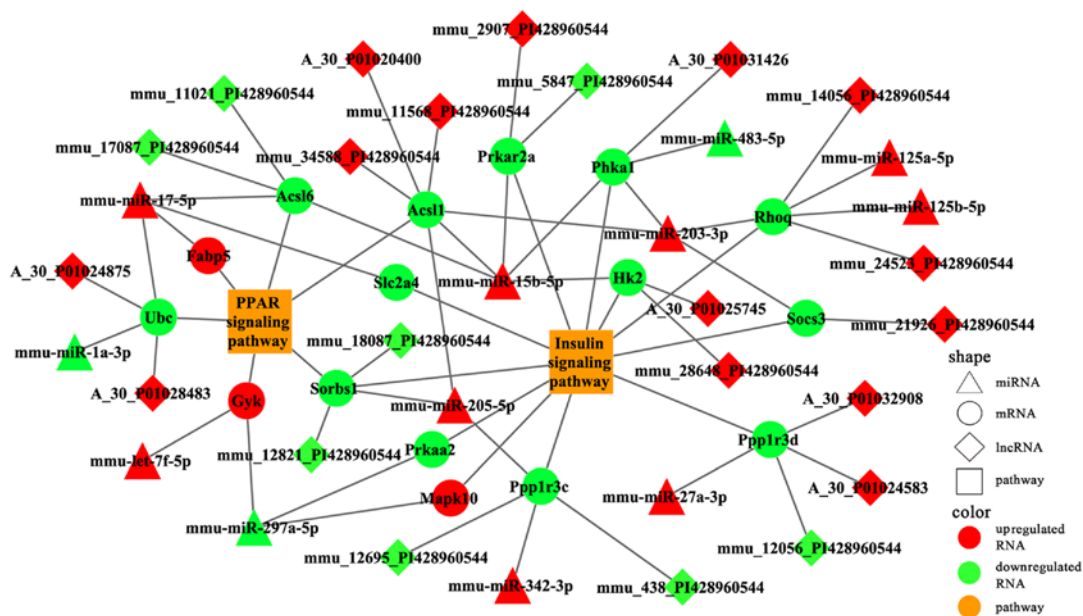 mmu_2907_PI428960544
A_30_P01020400
A_30_P01031426
mmu_11021_PI428960544
mmu_5847_PI428960544
mmu_14056_PI428960544
mmu_11568_PI428960544
mmu-miR-483-5p
mmu_17087_PI428960544
mmu_34588_PI428960544
Prkar2a
Phka1
mmu-miR-125a-5p
mmu-miR-17-5p
Acsl6
Acsl1
Rhoq
mmu-miR-125b-5p
mmu-miR-203-3p
Fabp5
mmu_24523_PI428960544
A_30_P01024875
mmu-miR-15b-5p
Slc2a4
Hk2
PPAR
signaling
pathway
A_30_P01025745
Ubc
Socs3
mmu_21926_PI428960544
mmu_18087_PI428960544
Insulin
signaling
pathway
mmu-miR-1a-3p
mmu_28648_PI428960544
A_30_P01028483
Sorbs1
Gyk
mmu-miR-205-5p
A_30_P01032908
Prkaa2
Ppp1r3d
mmu-let-7f-5p
mmu_12821_PI428960544
Mapk10
Ppp1r3c
mmu-miR-27a-3p
A_30_P01024583
mmu-miR-297a-5p
mmu_12695_PI428960544
mmu_12056_PI428960544
mmu-miR-342-3p
mmu_438_PI428960544
shape
miRNA
mRNA
lncRNA
pathway
color
upregulated
RNA
downregulated
RNA
pathway